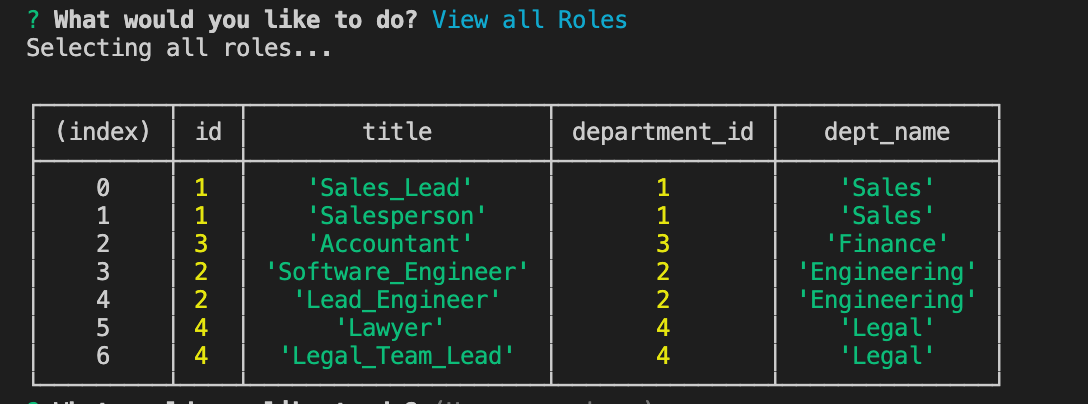 ? What would you like to do? View all Roles
Selecting all roles...
(index) id title department_id dept_name
0 1 'Sales_Lead' 1 'Sales'
1 1 'Salesperson' 1 'Sales'
2 3 'Accountant' 3 'Finance'
3 2 'Software_Engineer' 2 'Engineering'
4 2 'Lead_Engineer' 2 'Engineering'
5 4 'Lawyer' 4 'Legal'
6 4 'Legal_Team_Lead' 4 'Legal'